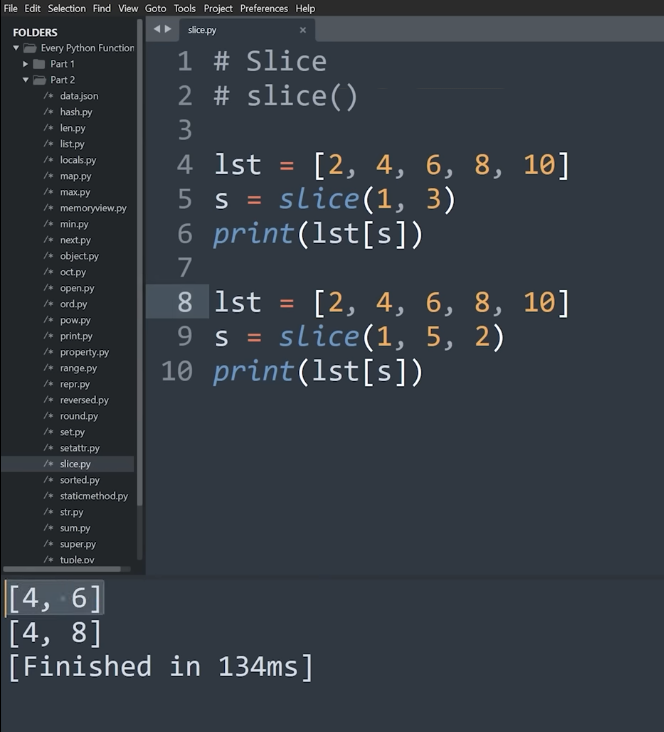 File Edit Selection Find View Goto Tools Project Preferences Help
FOLDERS
Every Python Function
Part 1
Part 2
/* data.json
/* hash.py
/* len.py
/* list.py
/* locals.py
/* map.py
/* max.py
/* memoryview.py
/* min.py
/* next.py
/* object.py
/* oct.py
/* open.py
/* ord.py
/* pow.py
/* print.py
/* property.py
/* range.py
/* repr.py
/* reversed.py
/* round.py
/* set.py
/* setattr.py
/* slice.py
/* sorted.py
/* staticmethod.py
/* str.py
/* sum.py
/* super.py
/* tuple.py
slice.py ×
1 # Slice
2 # slice()
3
4 lst = [2, 4, 6, 8, 10]
5 s = slice(1, 3)
6 print(lst[s])
7
8 lst = [2, 4, 6, 8, 10]
9 s = slice(1, 5, 2)
10 print(lst[s])
[4, 6]
[4, 8]
[Finished in 134ms]